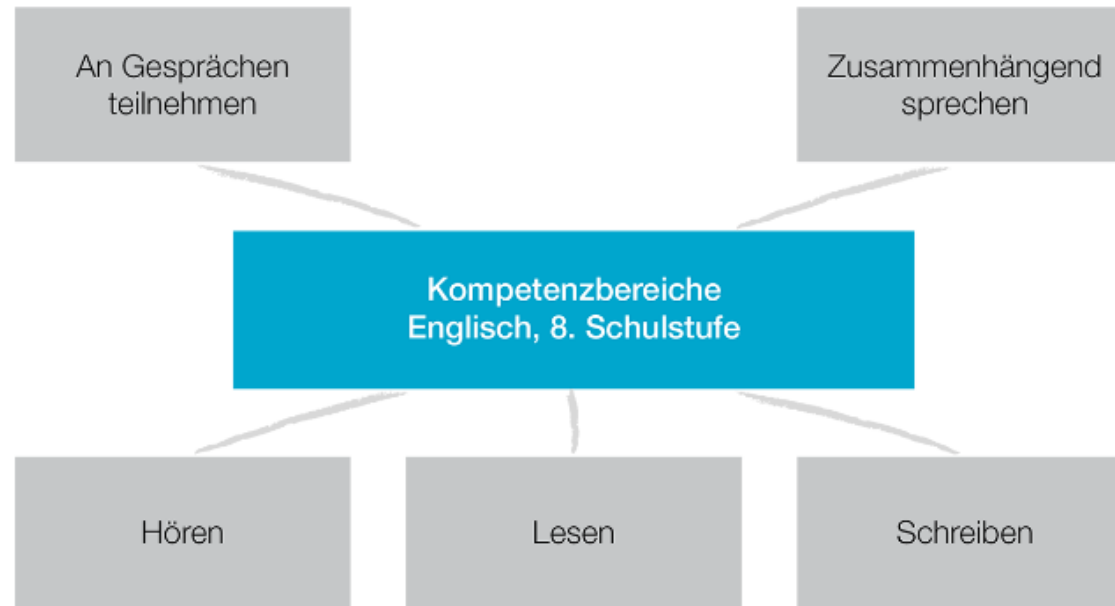 An Gesprächen
teilnehmen
Zusammenhängend
sprechen
Kompetenzbereiche
Englisch, 8. Schulstufe
Hören
Lesen
Schreiben